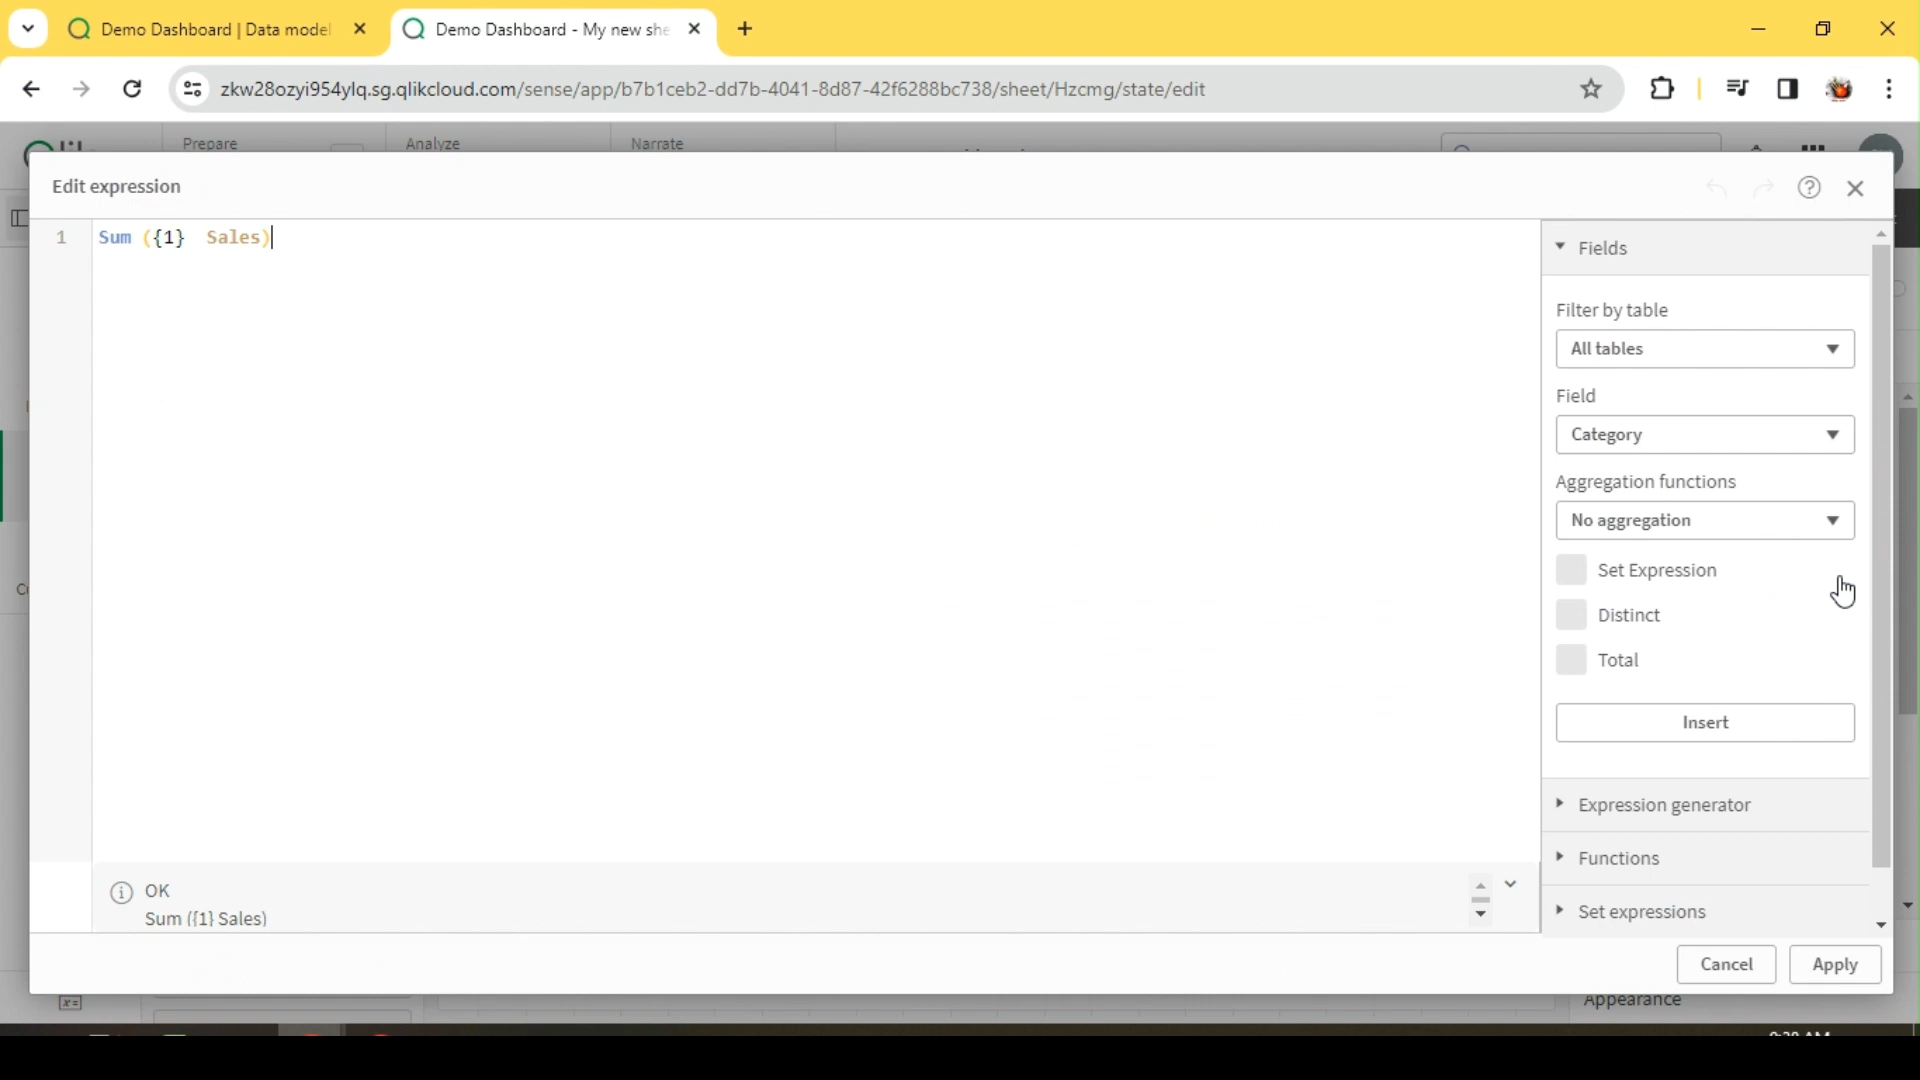 Demo Dashboard | Data model
Demo Dashboard - My new she
zkw28ozyi954ylq.sg.qlikcloud.com/sense/app/b7b1ceb2-dd7b-4041-8d87-42f6288bc738/sheet/Hzcmg/state/edit
Prepare
Analyze
Narrate
Edit expression
1
Sum ({1}  Sales)
Fields
Filter by table
All tables
Field
Category
Aggregation functions
No aggregation
Set Expression
Distinct
Total
Insert
Expression generator
Functions
Set expressions
OK
Sum ({1} Sales)
Cancel
Apply
Appearance